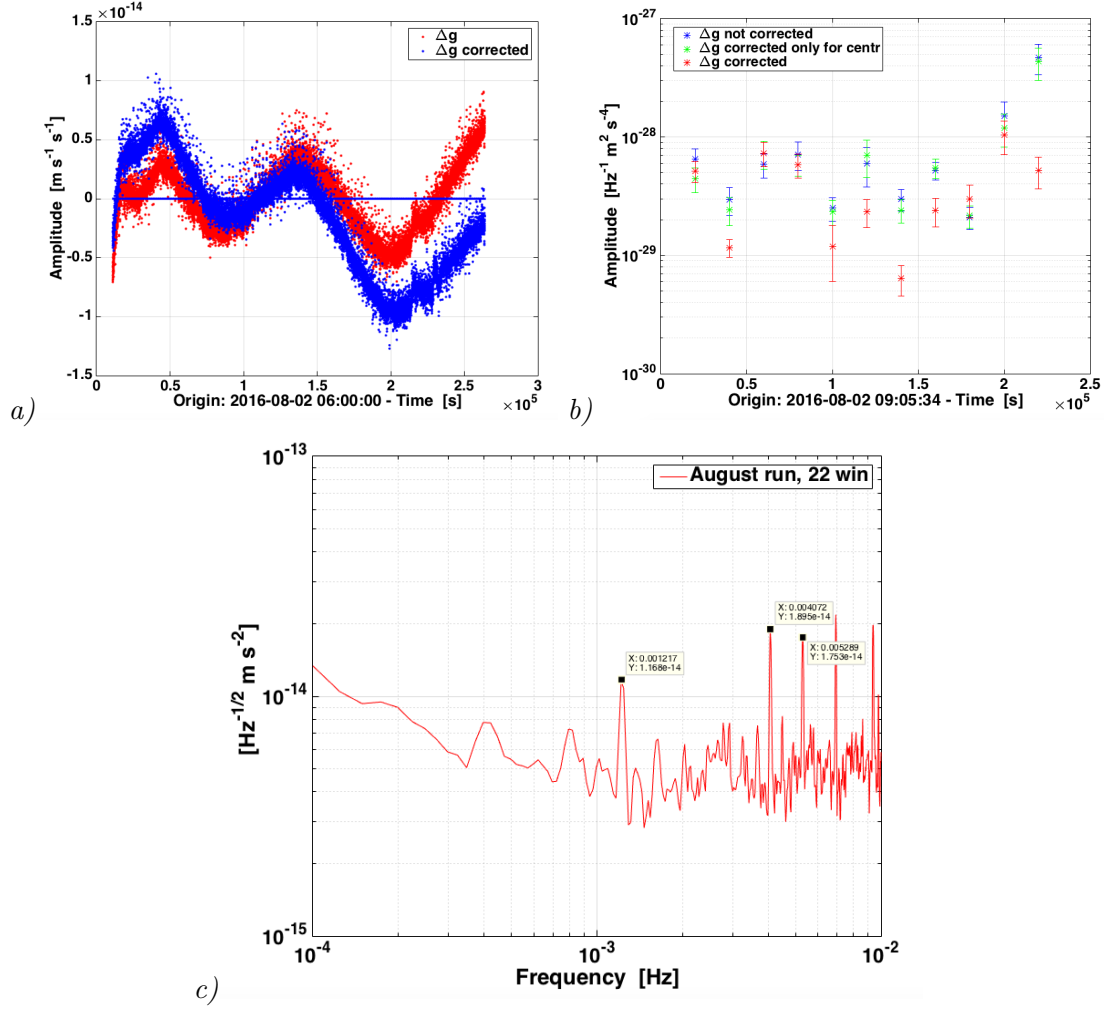 ×10^-14
1.5
1
0.5
0
-0.5
-1
-1.5
Amplitude [m s^-1 s^-1]
Δg
Δg corrected
0 0.5 1 1.5 2 2.5 3
Origin: 2016-08-02 06:00:00 - Time [s] ×10^5
a)
10^-27
10^-28
10^-29
10^-30
Amplitude [Hz^-1 m^2 s^-4]
Δg not corrected
Δg corrected only for centr
Δg corrected
0 0.5 1 1.5 2 2.5
Origin: 2016-08-02 09:05:34 - Time [s] ×10^5
b)
10^-13
10^-14
10^-15
[Hz^-1/2 m s^-2]
August run, 22 win
X: 0.001217
Y: 1.168e-14
X: 0.004072
Y: 1.895e-14
X: 0.005289
Y: 1.753e-14
10^-4 10^-3 10^-2
Frequency [Hz]
c)